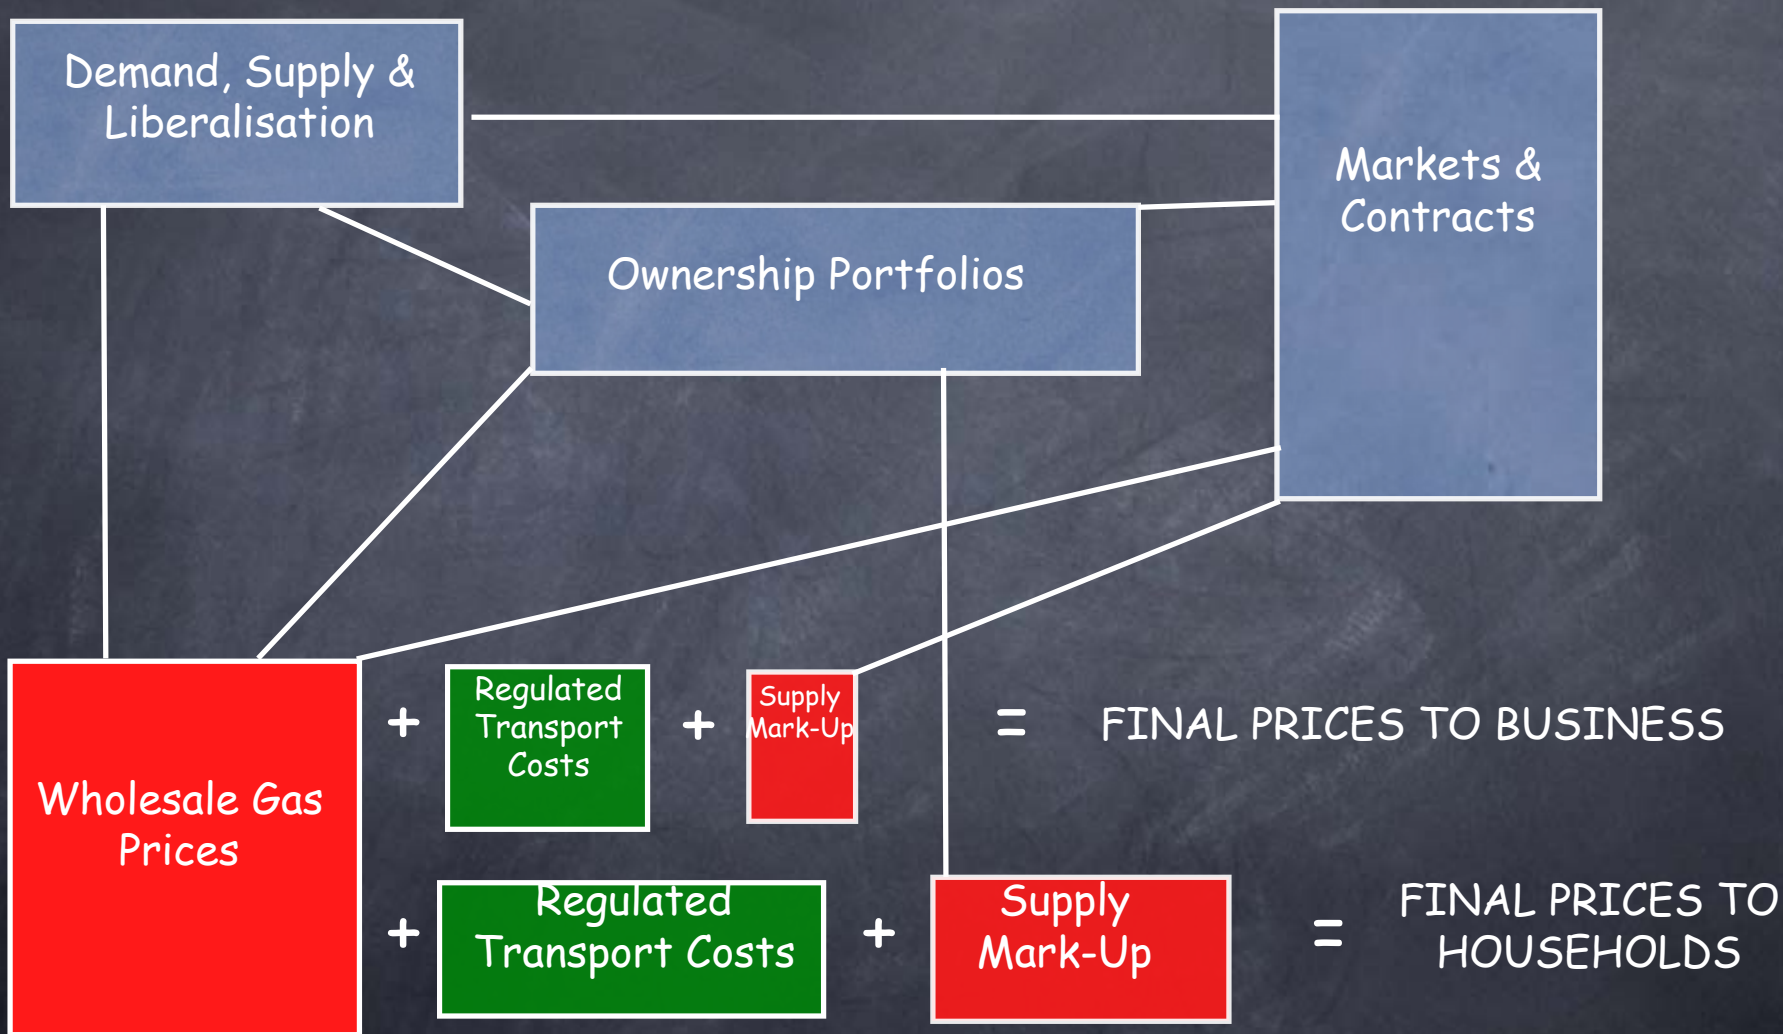 Demand, Supply &
Liberalisation
Markets &
Contracts
Ownership Portfolios
Wholesale Gas
Prices
+
Regulated
Transport
Costs
+
Supply
Mark-Up
=
FINAL PRICES TO BUSINESS
+
Regulated
Transport Costs
+
Supply
Mark-Up
=
FINAL PRICES TO
HOUSEHOLDS